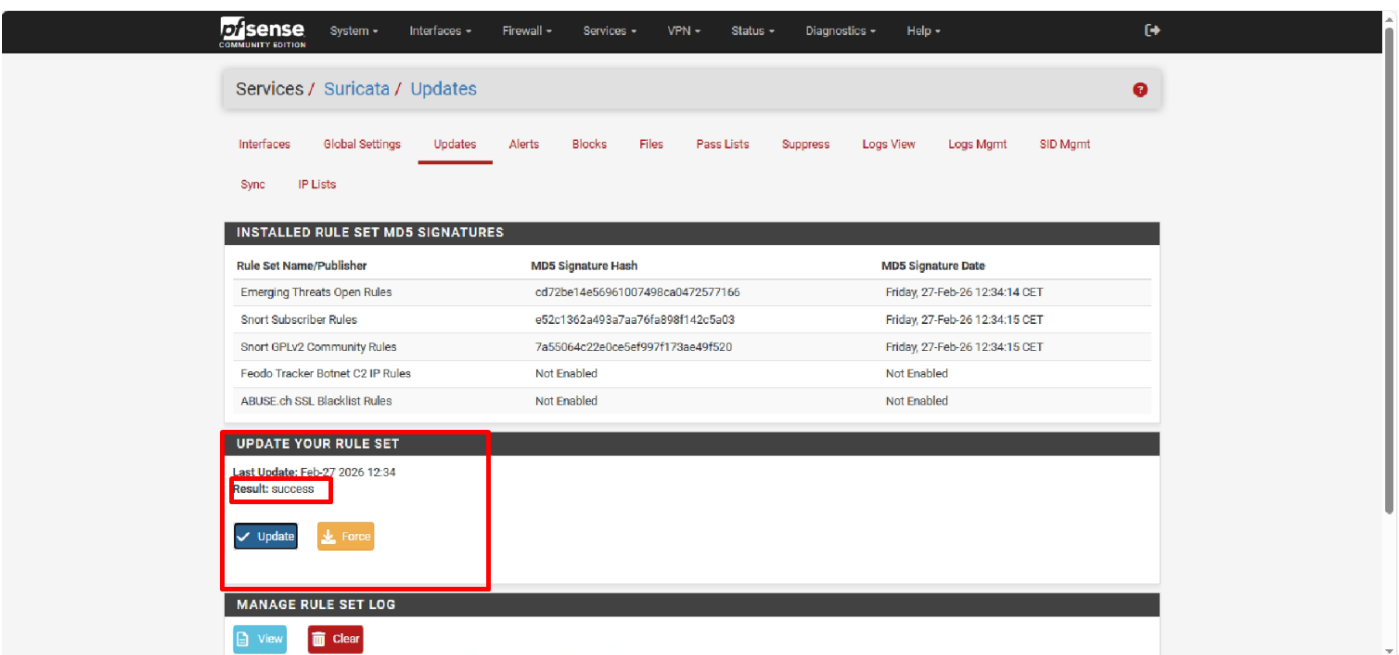 pfsense System Interfaces Firewall Services VPN Status Diagnostics Help
COMMUNITY EDITION
Services / Suricata / Updates ?
Interfaces Global Settings Updates Alerts Blocks Files Pass Lists Suppress Logs View Logs Mgmt SID Mgmt
Sync IP Lists
INSTALLED RULE SET MD5 SIGNATURES
Rule Set Name/Publisher MD5 Signature Hash MD5 Signature Date
Emerging Threats Open Rules cd72be14e56961007498ca0472577166 Friday, 27-Feb-26 12:34:14 CET
Snort Subscriber Rules e52c1362a493a7aa76fa898f142c5a03 Friday, 27-Feb-26 12:34:15 CET
Snort GPLv2 Community Rules 7a55064c22e0ce5ef997f173ae49f520 Friday, 27-Feb-26 12:34:15 CET
Feodo Tracker Botnet C2 IP Rules Not Enabled Not Enabled
ABUSE.ch SSL Blacklist Rules Not Enabled Not Enabled
UPDATE YOUR RULE SET
Last Update: Feb-27 2026 12:34
Result: success
Update Force
MANAGE RULE SET LOG
View Clear